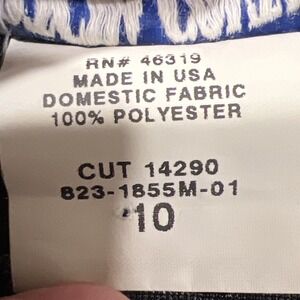 RN# 46319
MADE IN USA
DOMESTIC FABRIC
100% POLYESTER
CUT 14290
823-1855M-01
10